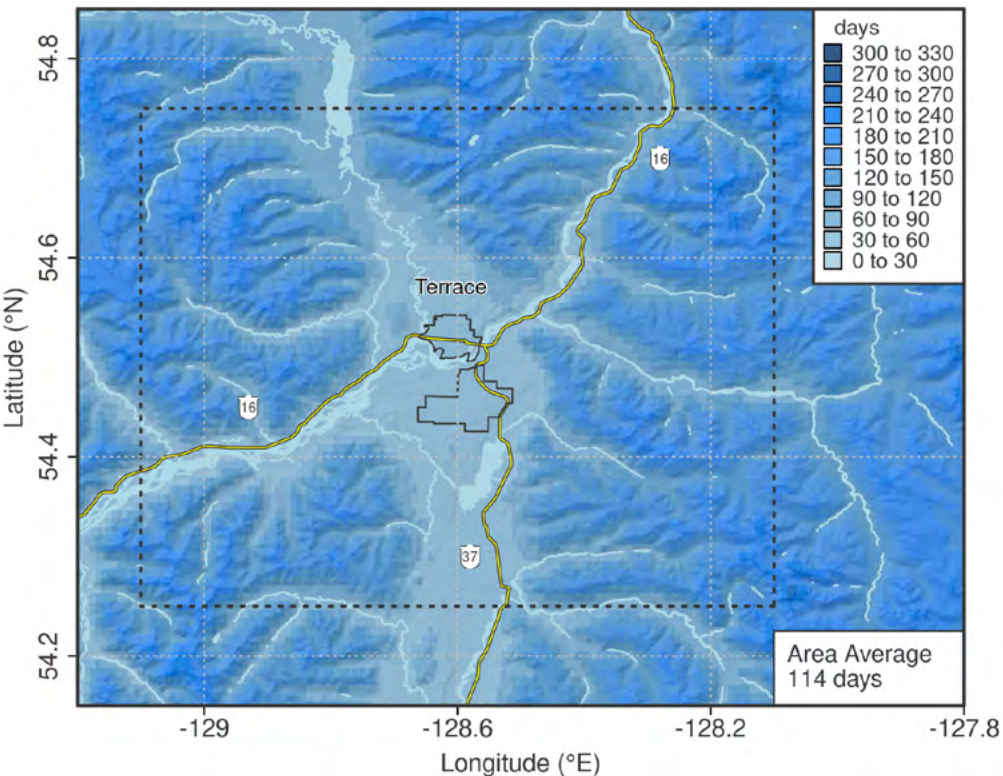 days
300 to 330
270 to 300
240 to 270
210 to 240
180 to 210
150 to 180
120 to 150
90 to 120
60 to 90
30 to 60
0 to 30
54.8
54.6
54.4
54.2
Latitude (°N)
16
Terrace
16
37
Area Average
114 days
-129
-128.6
-128.2
-127.8
Longitude (°E)